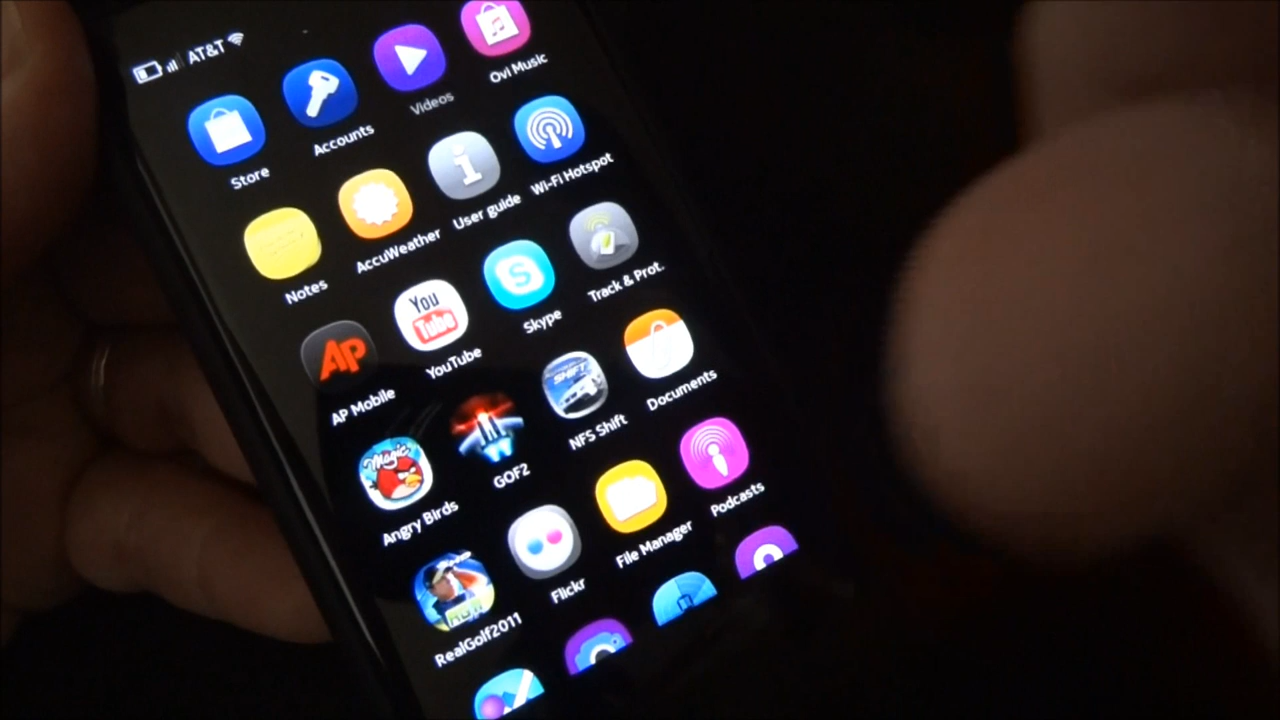 AT&T
Store
Accounts
Videos
Ovi Music
Notes
AccuWeather
User guide
Wi-Fi Hotspot
AP
AP Mobile
You
Tube
YouTube
S
Skype
Track & Prot.
Magic
Angry Birds
GOF2
SHIFT
NFS Shift
Documents
RealGolf2011
Flickr
File Manager
Podcasts